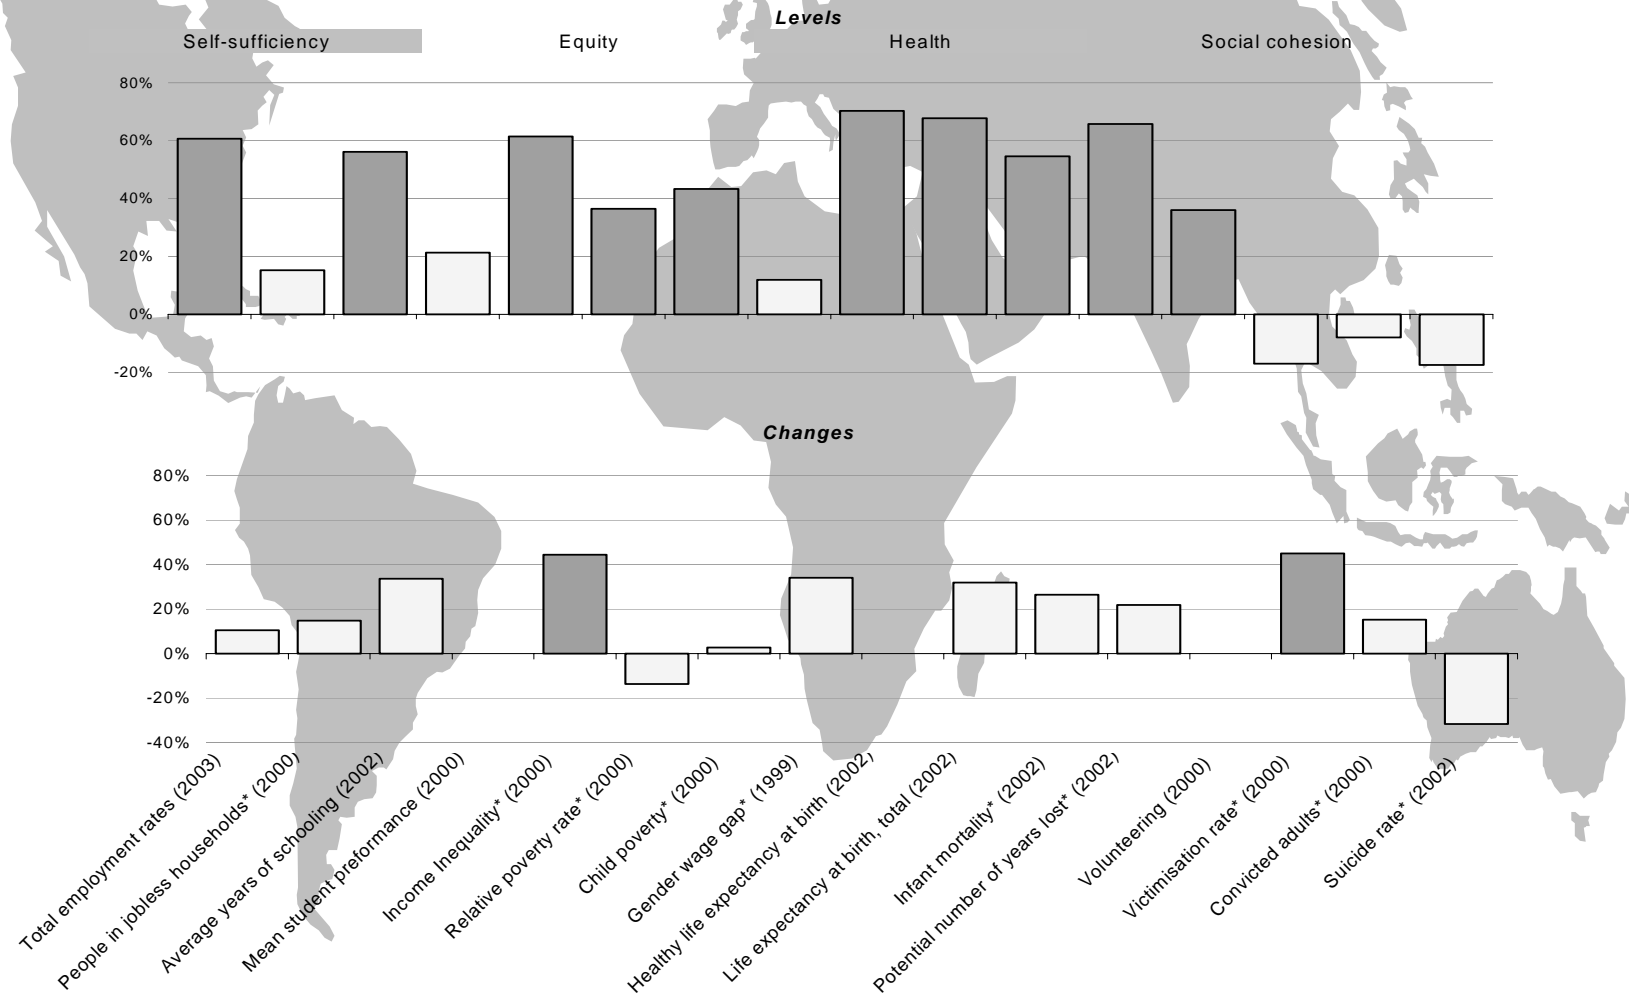 Levels
Self-sufficiency Equity Health Social cohesion
80%
60%
40%
20%
0%
-20%
Changes
80%
60%
40%
20%
0%
-20%
-40%
Total employment rates (2003)
People in jobless households* (2000)
Average years of schooling (2002)
Mean student preformance (2000)
Income Inequality* (2000)
Relative poverty rate* (2000)
Child poverty* (2000)
Gender wage gap* (1999)
Healthy life expectancy at birth (2002)
Life expectancy at birth, total (2002)
Infant mortality* (2002)
Potential number of years lost* (2002)
Volunteering (2000)
Victimisation rate* (2000)
Convicted adults* (2000)
Suicide rate* (2002)